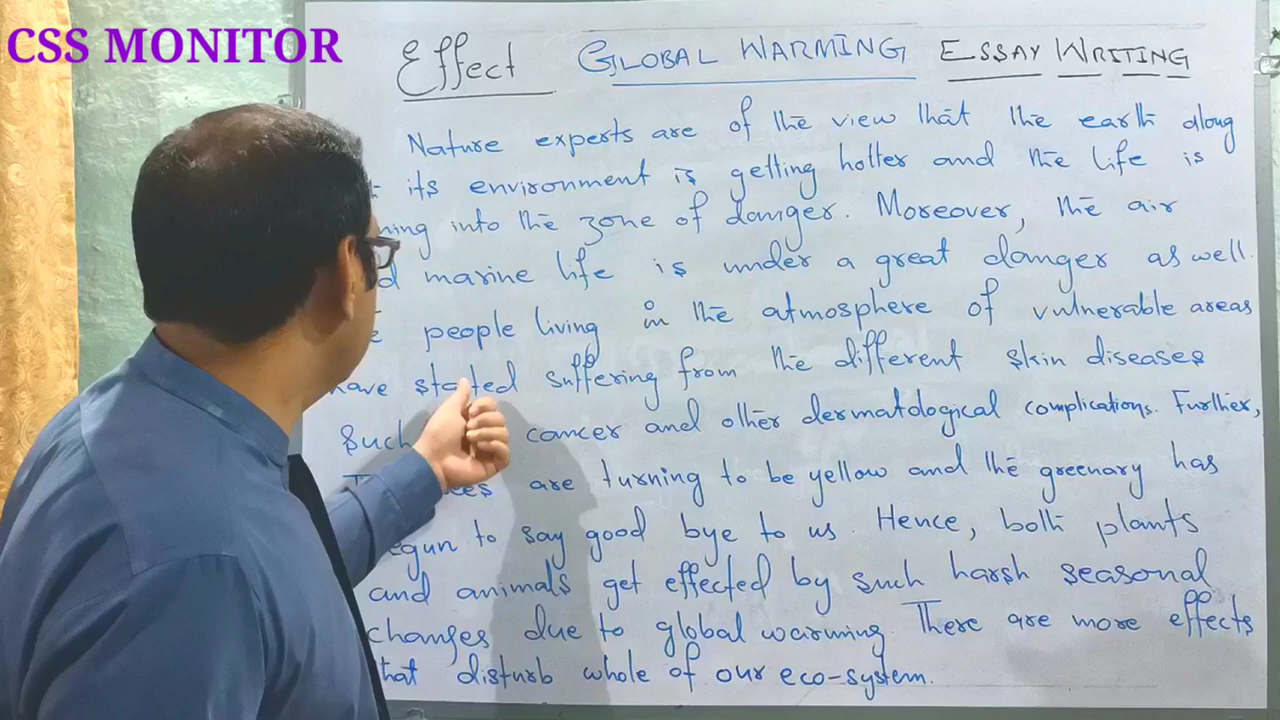 CSS MONITOR
Effect GLOBAL WARMING ESSAY WRITING
Nature experts are of the view that the earth along
its environment is getting hotter and the life is
into the zone of danger. Moreover, the air
marine life is under a great danger as well.
people living in the atmosphere of vulnerable areas
have started suffering from the different skin diseases
Such cancer and other dermatological complications. Further,
are turning to be yellow and the greenary has
to say good bye to us. Hence, both plants
and animals get effected by such harsh seasonal
changes due to global warming. There are more effects
that disturb whole of our eco-system.